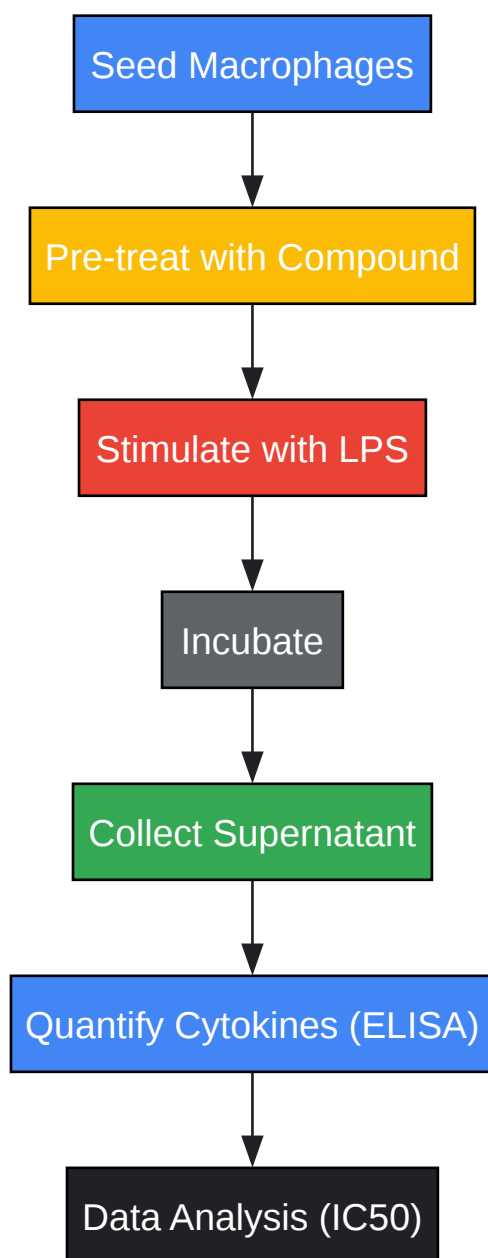 Seed Macrophages
Pre-treat with Compound
Stimulate with LPS
Incubate
Collect Supernatant
Quantify Cytokines (ELISA)
Data Analysis (IC50)